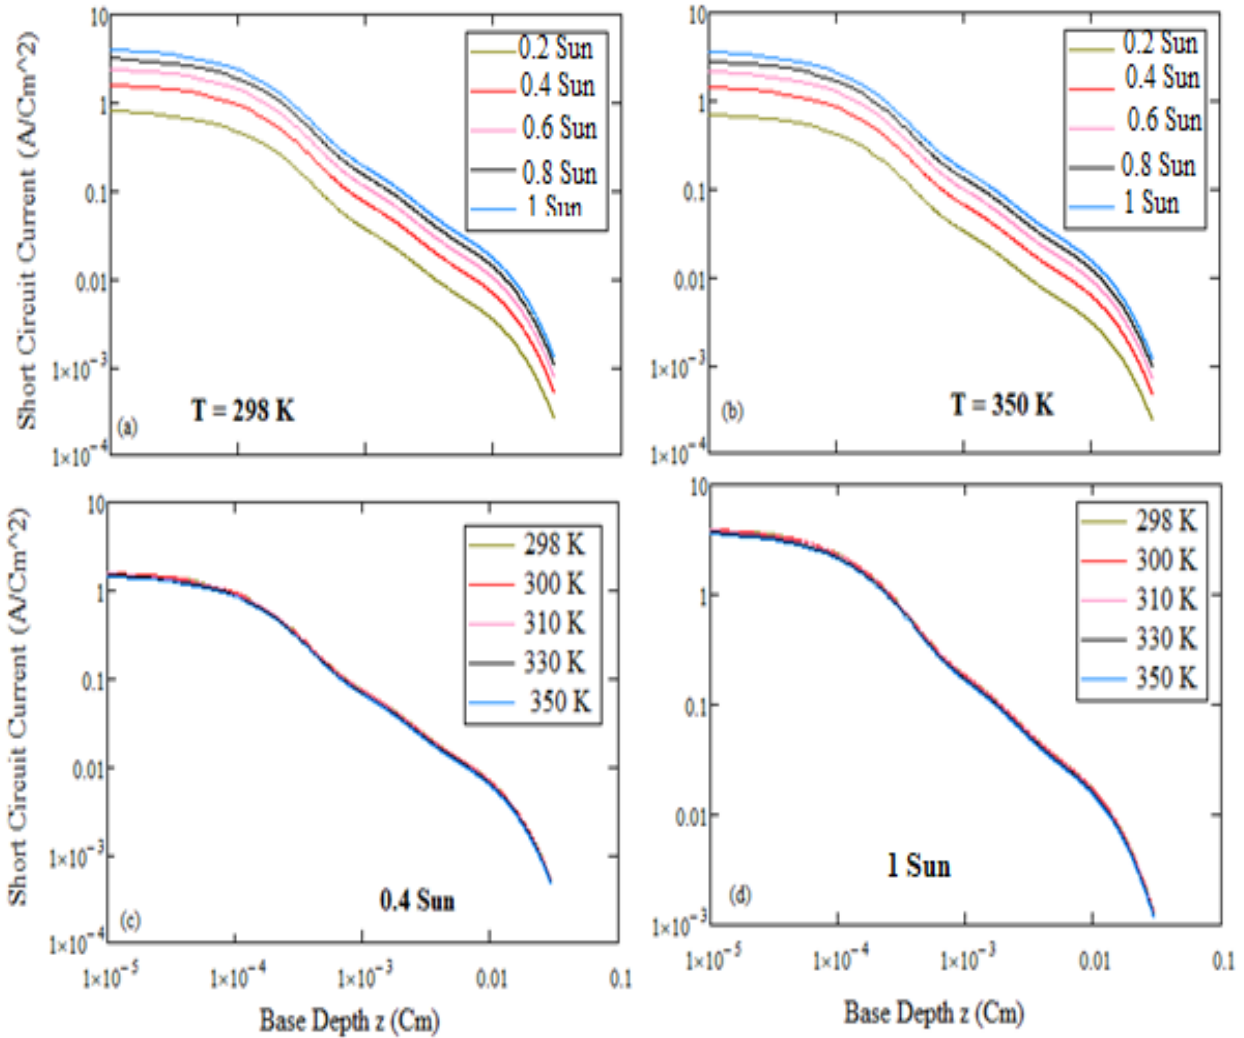 Short Circuit Current (A/Cm^2)
10
1
0.1
0.01
1×10⁻³
1×10⁻⁴
0.2 Sun
0.4 Sun
0.6 Sun
0.8 Sun
1 Sun
(a)
T = 298 K
10
1
0.1
0.01
1×10⁻³
1×10⁻⁴
0.2 Sun
0.4 Sun
0.6 Sun
0.8 Sun
1 Sun
(b)
T = 350 K
Short Circuit Current (A/Cm^2)
10
1
0.1
0.01
1×10⁻³
1×10⁻⁴
298 K
300 K
310 K
330 K
350 K
(c)
0.4 Sun
1×10⁻⁵
1×10⁻⁴
1×10⁻³
0.01
0.1
Base Depth z (Cm)
10
1
0.1
0.01
1×10⁻³
298 K
300 K
310 K
330 K
350 K
(d)
1 Sun
1×10⁻⁵
1×10⁻⁴
1×10⁻³
0.01
0.1
Base Depth z (Cm)